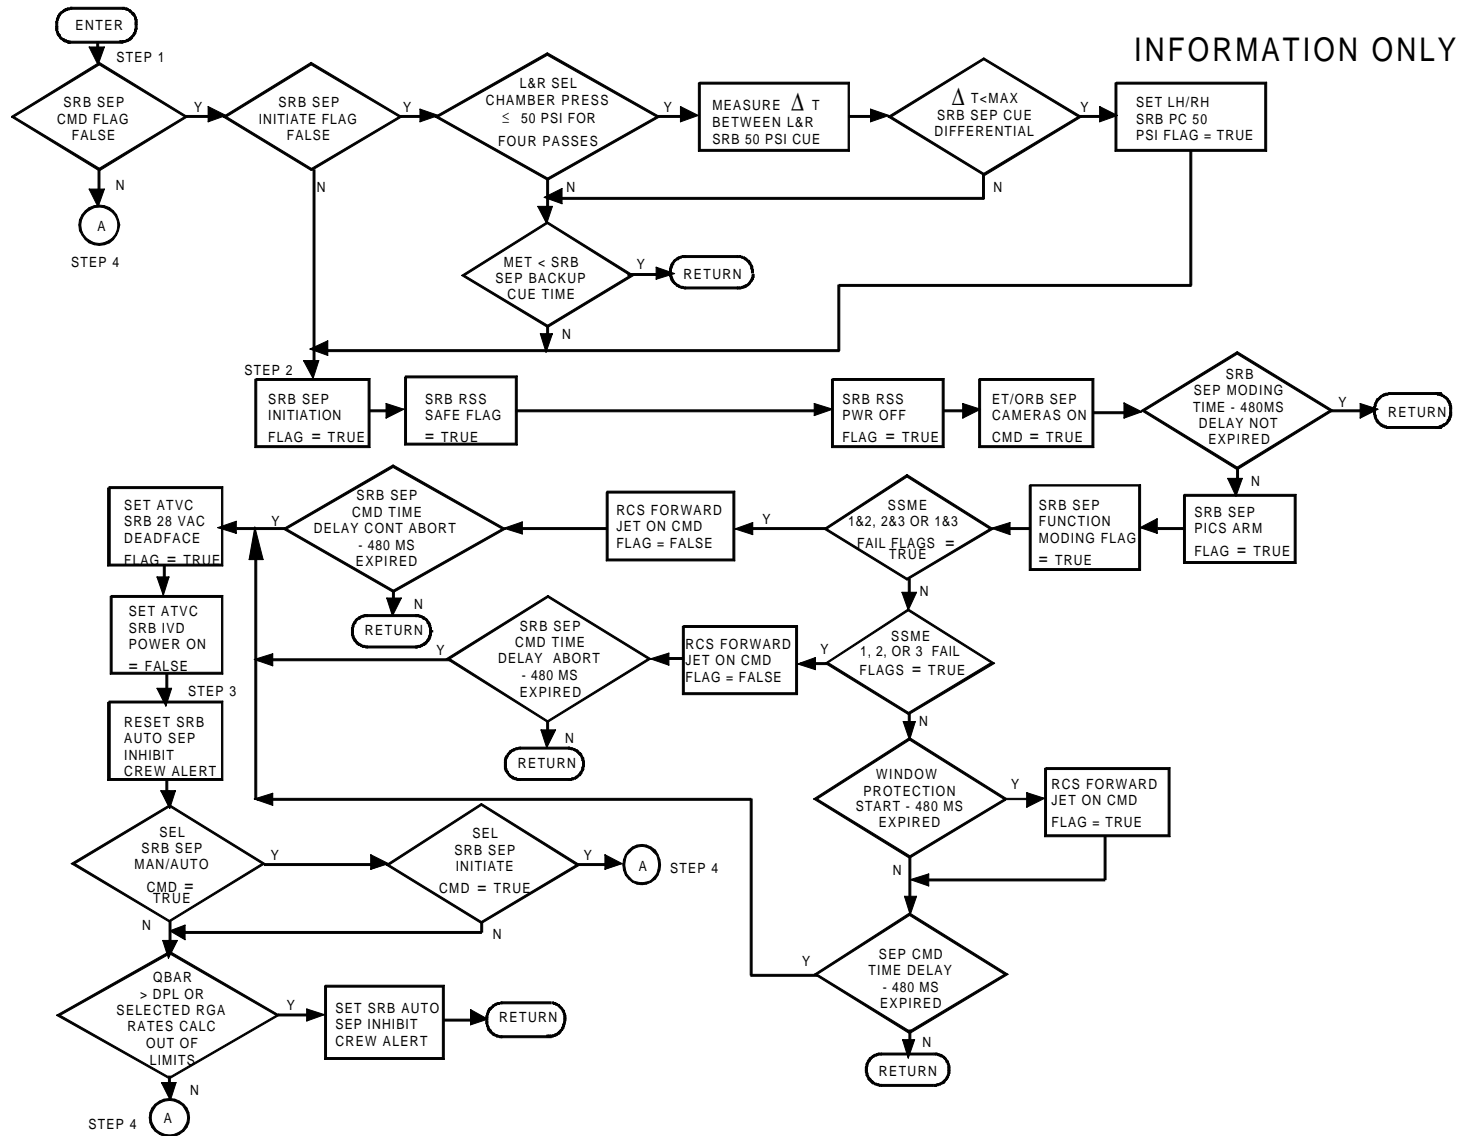 ENTER
STEP 1
INFORMATION ONLY
SRB SEP
CMD FLAG
FALSE
Y
N
A
STEP 4
SRB SEP
INITIATE FLAG
FALSE
Y
N
L&R SEL
CHAMBER PRESS
≤ 50 PSI FOR
FOUR PASSES
Y
N
MEASURE Δ T
BETWEEN L&R
SRB 50 PSI CUE
Δ T<MAX
SRB SEP CUE
DIFFERENTIAL
Y
N
SET LH/RH
SRB PC 50
PSI FLAG = TRUE
MET < SRB
SEP BACKUP
CUE TIME
Y
RETURN
N
STEP 2
SRB SEP
INITIATION
FLAG = TRUE
SRB RSS
SAFE FLAG
= TRUE
SRB RSS
PWR OFF
FLAG = TRUE
ET/ORB SEP
CAMERAS ON
CMD = TRUE
SRB
SEP MODING
TIME - 480MS
DELAY NOT
EXPIRED
Y
RETURN
N
SRB SEP
PICS ARM
FLAG = TRUE
SRB SEP
FUNCTION
MODING FLAG
= TRUE
SSME
1&2, 2&3 OR 1&3
FAIL FLAGS =
TRUE
Y
N
RCS FORWARD
JET ON CMD
FLAG = FALSE
SRB SEP
CMD TIME
DELAY CONT ABORT
- 480 MS
EXPIRED
Y
N
RETURN
SET ATVC
SRB 28 VAC
DEADFACE
FLAG = TRUE
SET ATVC
SRB IVD
POWER ON
= FALSE
SSME
1, 2, OR 3 FAIL
FLAGS = TRUE
Y
N
RCS FORWARD
JET ON CMD
FLAG = FALSE
SRB SEP
CMD TIME
DELAY ABORT
- 480 MS
EXPIRED
Y
N
RETURN
STEP 3
RESET SRB
AUTO SEP
INHIBIT
CREW ALERT
WINDOW
PROTECTION
START - 480 MS
EXPIRED
Y
N
RCS FORWARD
JET ON CMD
FLAG = TRUE
SEL
SRB SEP
MAN/AUTO
CMD =
TRUE
Y
N
SEL
SRB SEP
INITIATE
CMD = TRUE
Y
N
A
STEP 4
SEP CMD
TIME DELAY
- 480 MS
EXPIRED
Y
N
RETURN
QBAR
> DPL OR
SELECTED RGA
RATES CALC
OUT OF
LIMITS
Y
N
SET SRB AUTO
SEP INHIBIT
CREW ALERT
RETURN
STEP 4
A